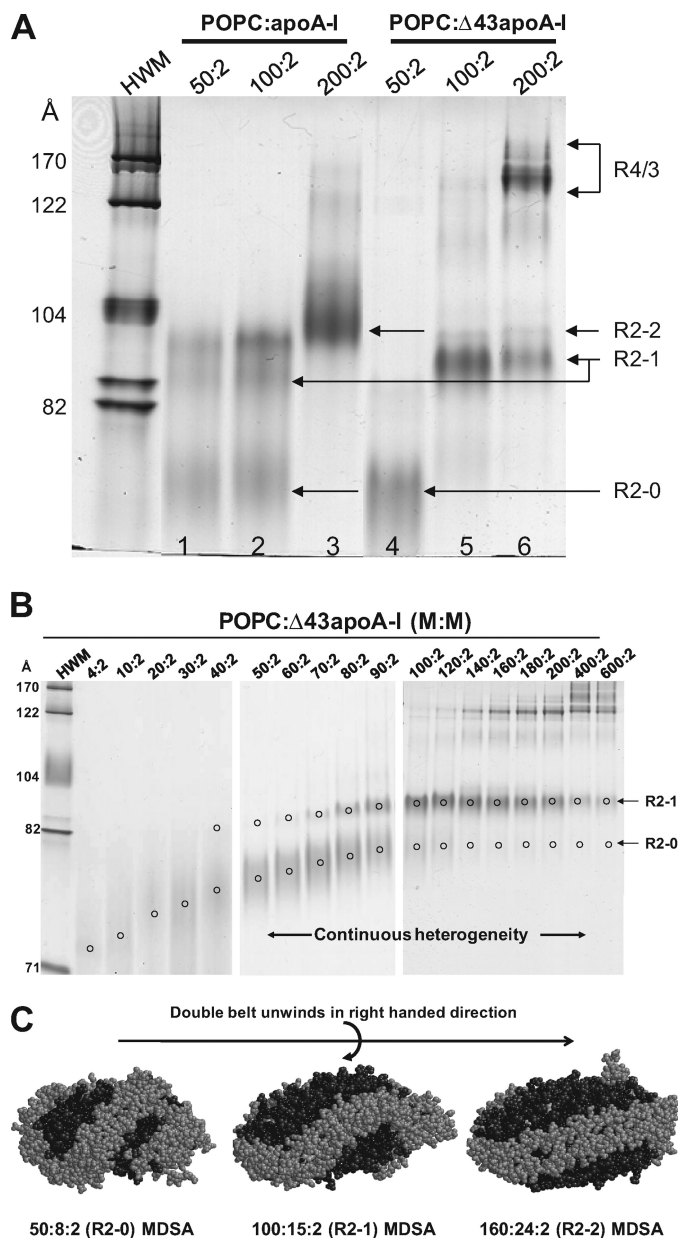 A
POPC:apoA-I POPC:Δ43apoA-I
HWM 50:2 100:2 200:2 50:2 100:2 200:2
Å
170
122
104
82
R4/3
R2-2
R2-1
R2-0
1 2 3 4 5 6
B
POPC:Δ43apoA-I (M:M)
HWM 4:2 10:2 20:2 30:2 40:2 50:2 60:2 70:2 80:2 90:2 100:2 120:2 140:2 160:2 180:2 200:2 400:2 600:2
Å
170
122
104
82
71
R2-1
R2-0
Continuous heterogeneity
C
Double belt unwinds in right handed direction
50:8:2 (R2-0) MDSA 100:15:2 (R2-1) MDSA 160:24:2 (R2-2) MDSA